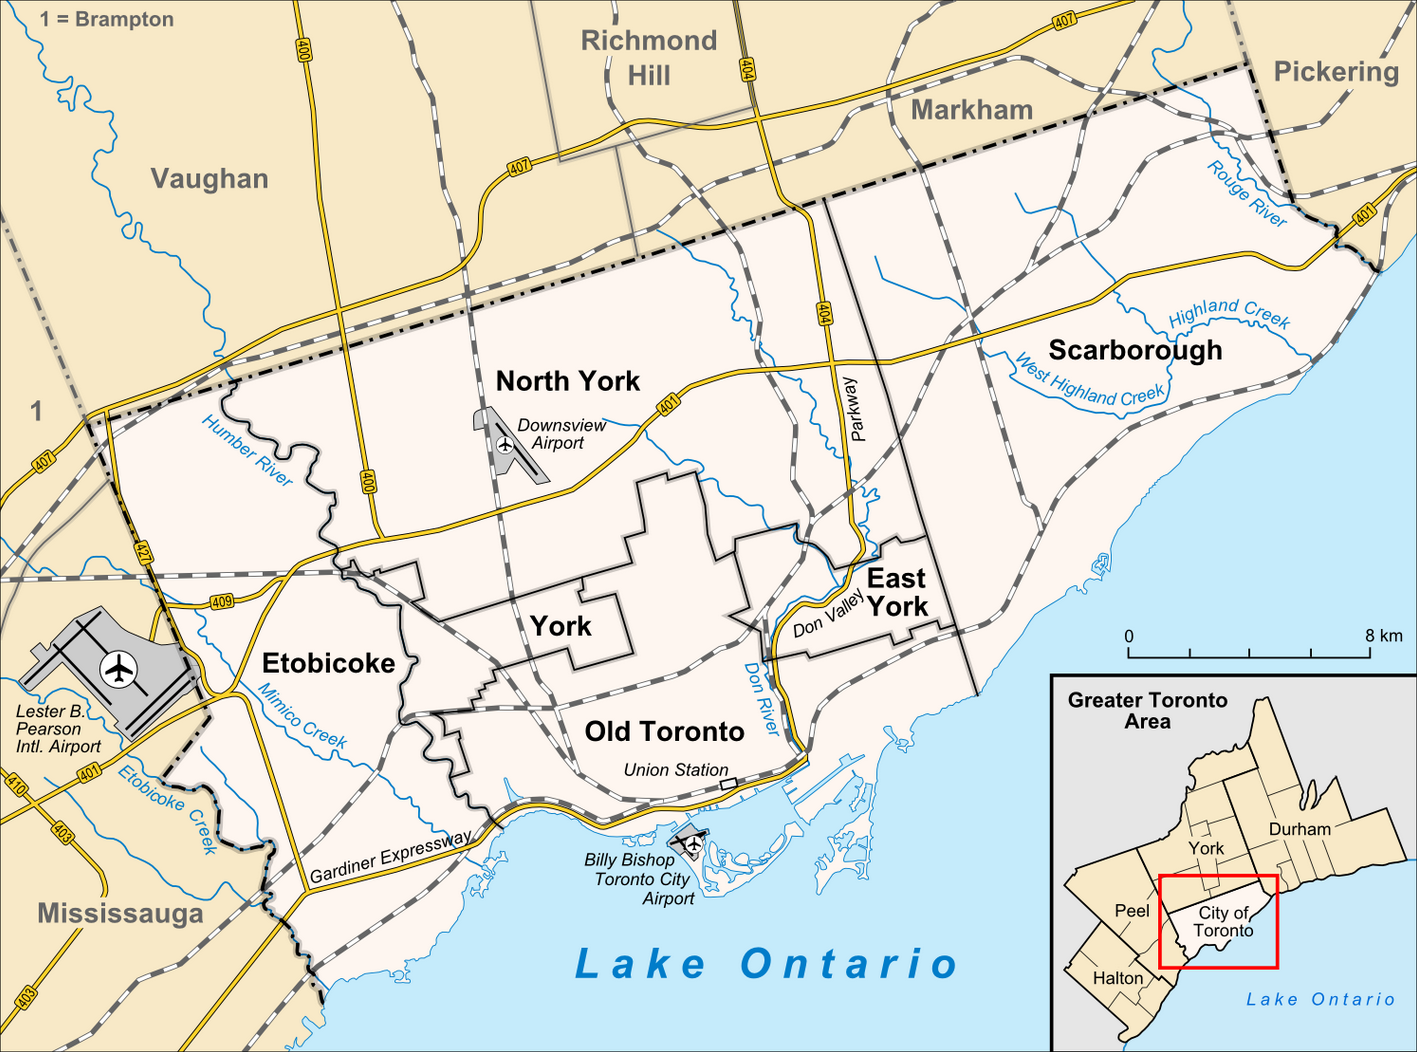 1 = Brampton
400
Richmond
Hill
404
407
Pickering
Markham
Vaughan
407
Rouge River
401
404
Highland Creek
Scarborough
West Highland Creek
North York
401
Parkway
1
Downsview
Airport
Humber River
407
400
427
409
East
York
Don Valley
York
Etobicoke
0
8 km
Don River
Mimico Creek
Lester B.
Pearson
Intl. Airport
Old Toronto
Union Station
401
410
403
Etobicoke Creek
Gardiner Expressway
Billy Bishop
Toronto City
Airport
Mississauga
403
Lake Ontario
Greater Toronto
Area
Durham
York
Peel
City of
Toronto
Halton
Lake Ontario